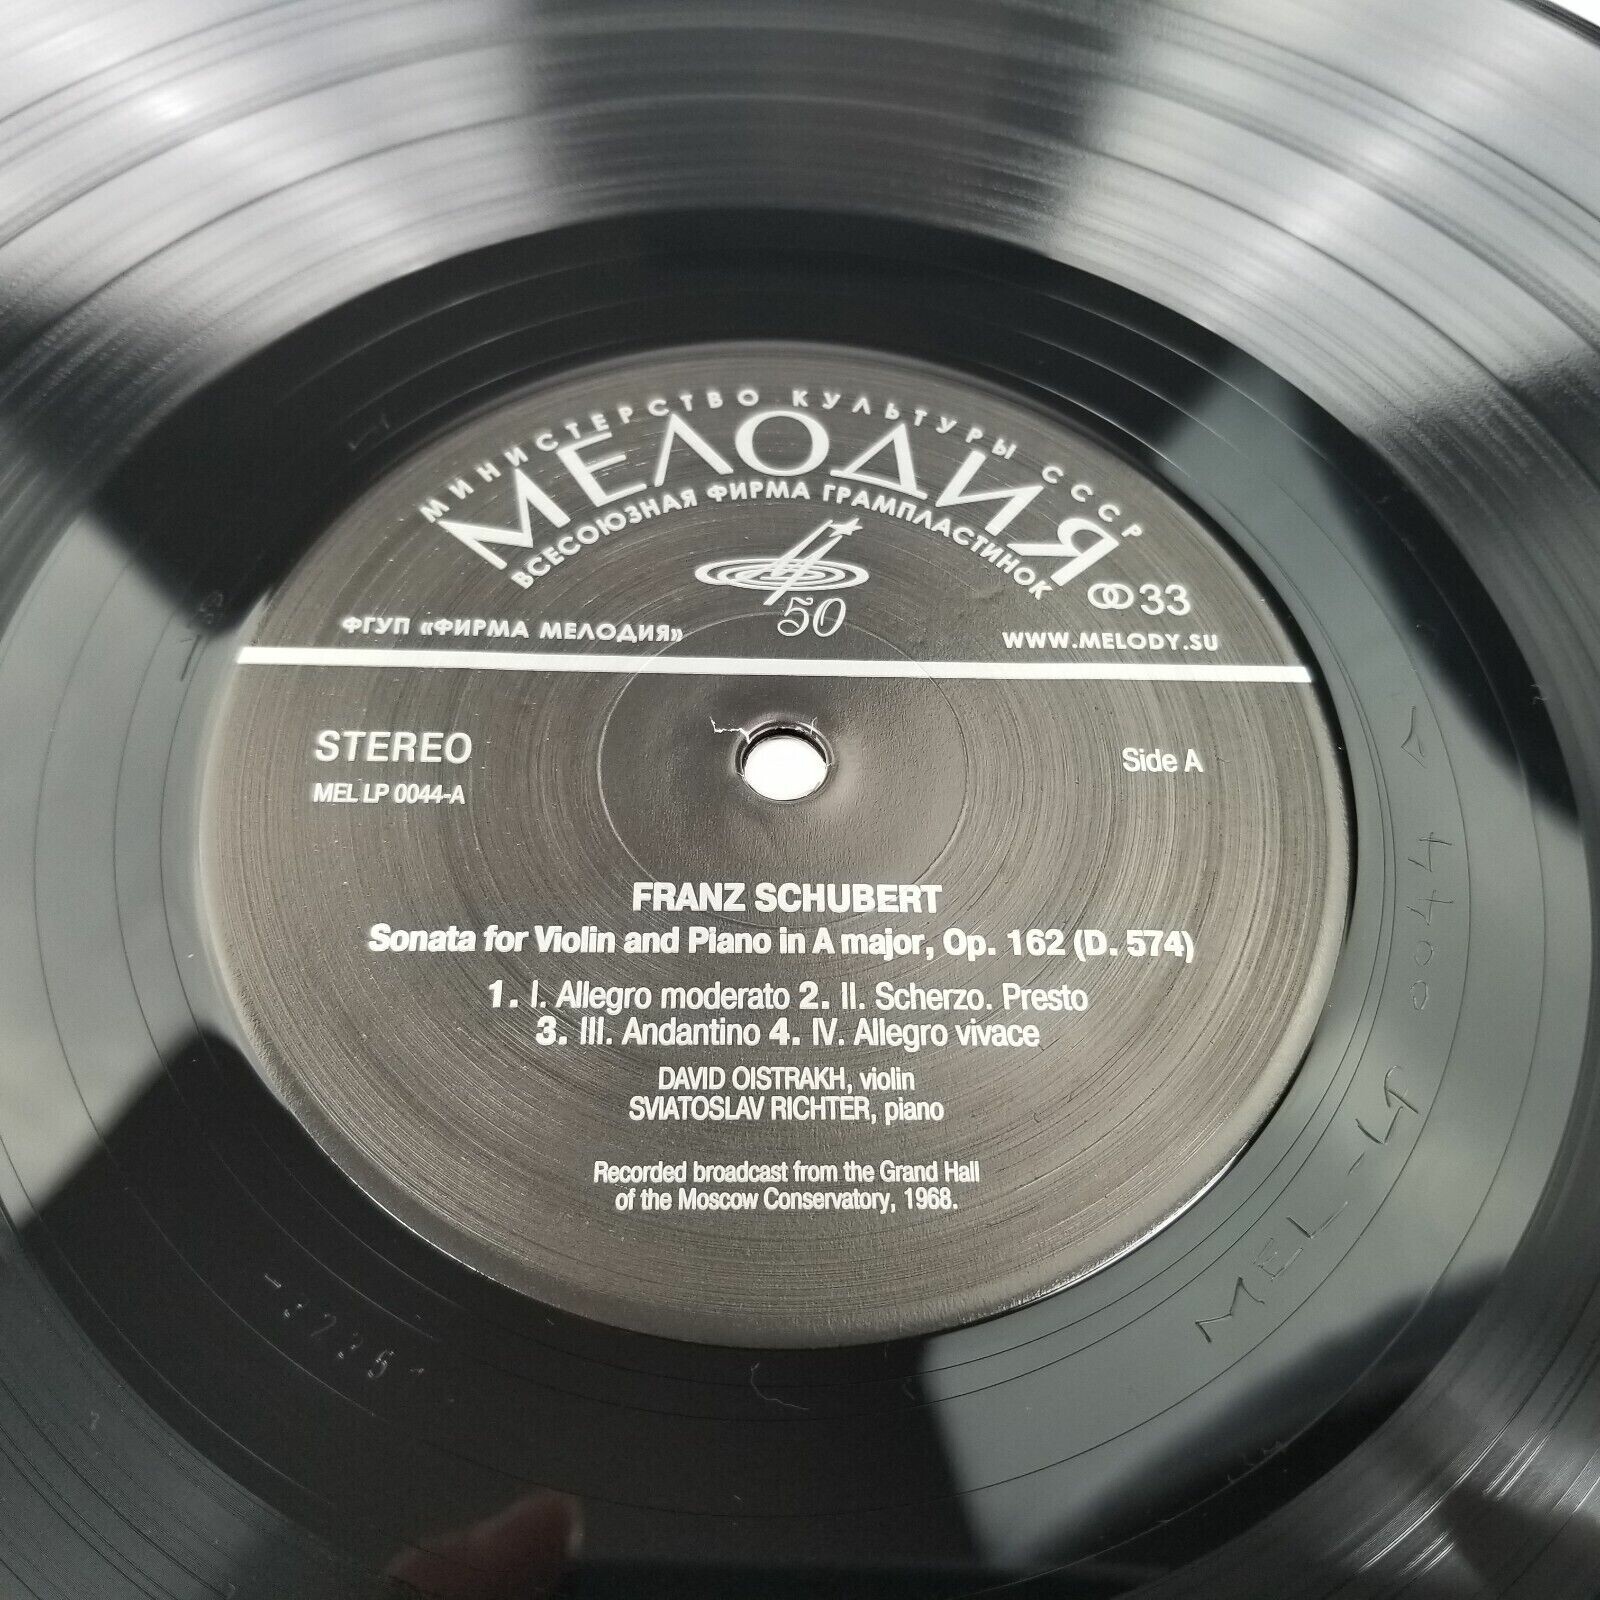 МИНИСТЕРСТВО КУЛЬТУРЫ СССР
МЕЛОДИЯ
ВСЕСОЮЗНАЯ ФИРМА ГРАМПЛАСТИНОК
50
33
ФГУП «ФИРМА МЕЛОДИЯ»
WWW.MELODY.SU
STEREO
Side A
MEL LP 0044-A
FRANZ SCHUBERT
Sonata for Violin and Piano in A major, Op. 162 (D. 574)
1. I. Allegro moderato 2. II. Scherzo. Presto
3. III. Andantino 4. IV. Allegro vivace
DAVID OISTRAKH, violin
SVIATOSLAV RICHTER, piano
Recorded broadcast from the Grand Hall
of the Moscow Conservatory, 1968.
MEL-LP 0044